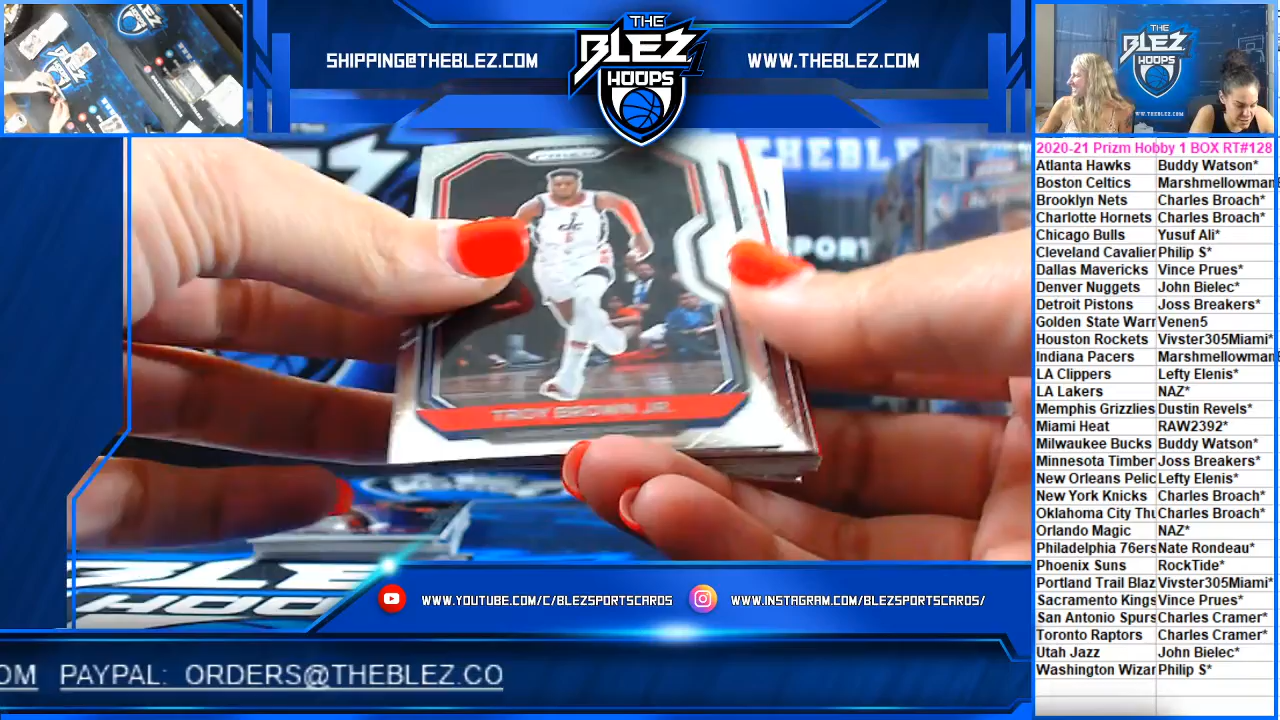 SHIPPING@THEBLEZ.COM
THE
BLEZ
1
HOOPS
WWW.THEBLEZ.COM
THE
BLEZ
HOOPS
WWW.THEBLEZ.COM
THEBLEZ
SPORT
PRIZM
TROY BROWN JR.
2020-21 Prizm Hobby 1 BOX RT#128
Atlanta Hawks Buddy Watson*
Boston Celtics Marshmellowman
Brooklyn Nets Charles Broach*
Charlotte Hornets Charles Broach*
Chicago Bulls Yusuf Ali*
Cleveland Cavalier Philip S*
Dallas Mavericks Vince Prues*
Denver Nuggets John Bielec*
Detroit Pistons Joss Breakers*
Golden State Warr Venen5
Houston Rockets Vivster305Miami*
Indiana Pacers Marshmellowman
LA Clippers Lefty Elenis*
LA Lakers NAZ*
Memphis Grizzlies Dustin Revels*
Miami Heat RAW2392*
Milwaukee Bucks Buddy Watson*
Minnesota Timber Joss Breakers*
New Orleans Pelic Lefty Elenis*
New York Knicks Charles Broach*
Oklahoma City Thu Charles Broach*
Orlando Magic NAZ*
Philadelphia 76ers Nate Rondeau*
Phoenix Suns RockTide*
Portland Trail Blaz Vivster305Miami*
Sacramento Kings Vince Prues*
San Antonio Spurs Charles Cramer*
Toronto Raptors Charles Cramer*
Utah Jazz John Bielec*
Washington Wizar Philip S*
WWW.YOUTUBE.COM/C/BLEZSPORTSCARDS
WWW.INSTAGRAM.COM/BLEZSPORTSCARDS/
OM PAYPAL: ORDERS@THEBLEZ.CO